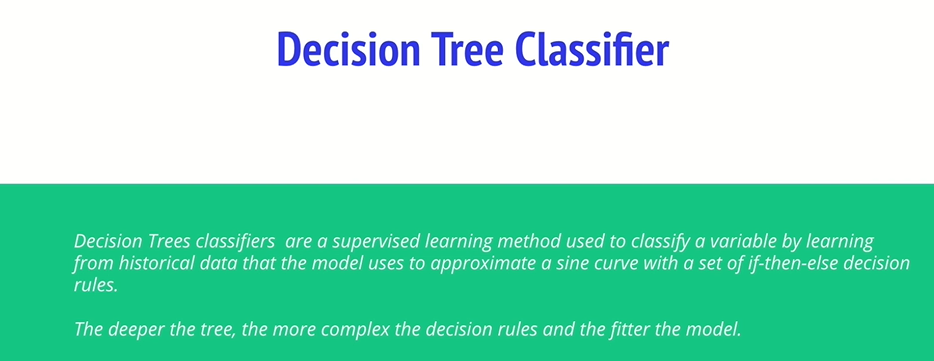 Decision Tree Classifier
Decision Trees classifiers are a supervised learning method used to classify a variable by learning
from historical data that the model uses to approximate a sine curve with a set of if-then-else decision
rules.
The deeper the tree, the more complex the decision rules and the fitter the model.